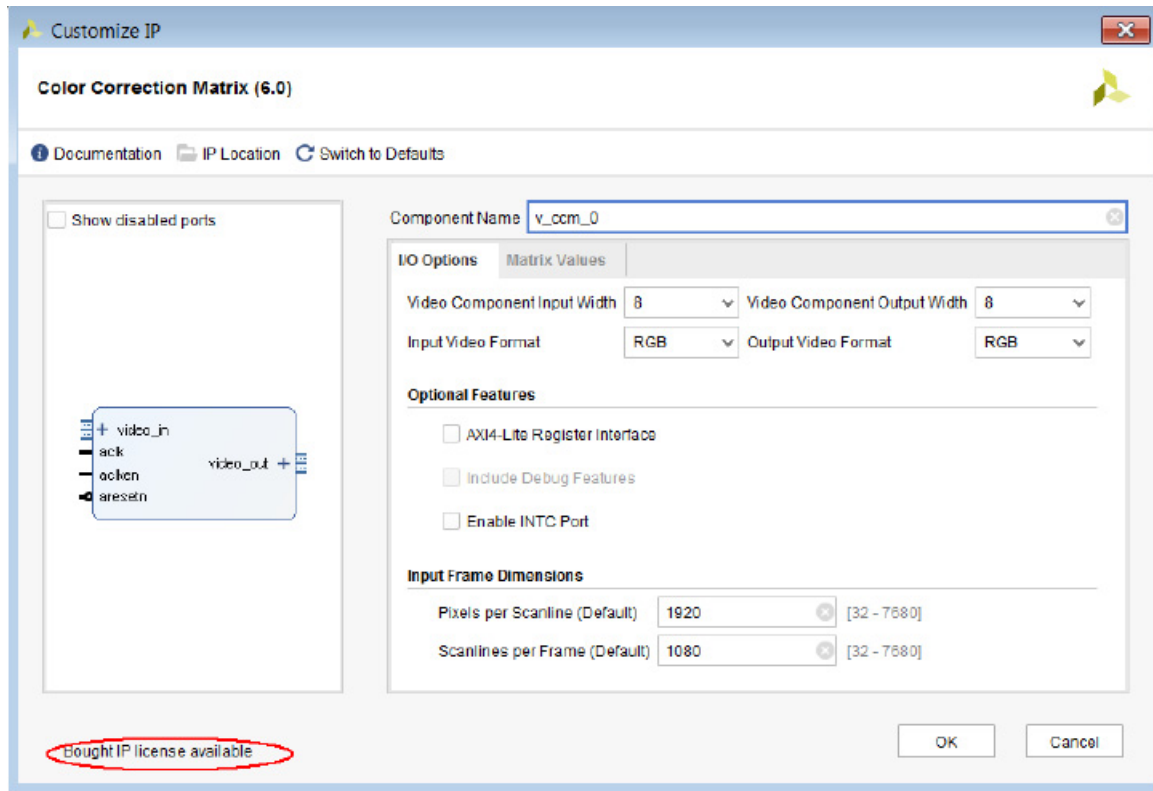 Customize IP
Color Correction Matrix (6.0)
Documentation IP Location Switch to Defaults
Show disabled ports
video_in
aclk
aclken
aresetn
video_out
Component Name v_ccm_0
I/O Options Matrix Values
Video Component Input Width 8 Video Component Output Width 8
Input Video Format RGB Output Video Format RGB
Optional Features
AXI4-Lite Register Interface
Include Debug Features
Enable INTC Port
Input Frame Dimensions
Pixels per Scanline (Default) 1920 [32 - 7680]
Scanlines per Frame (Default) 1080 [32 - 7680]
Bought IP license available
OK Cancel